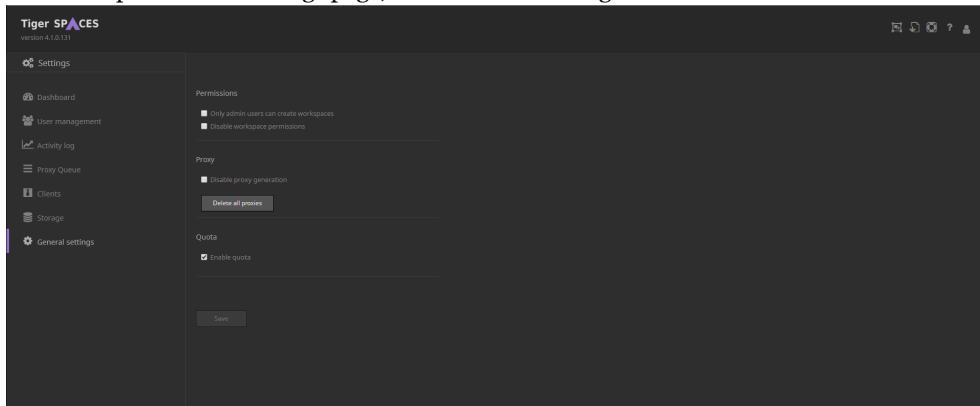 Tiger SPACES
version 4.1.0.131
?
Settings
Dashboard
User management
Activity log
Proxy Queue
Clients
Storage
General settings
Permissions
Only admin users can create workspaces
Disable workspace permissions
Proxy
Disable proxy generation
Delete all proxies
Quota
Enable quota
Save